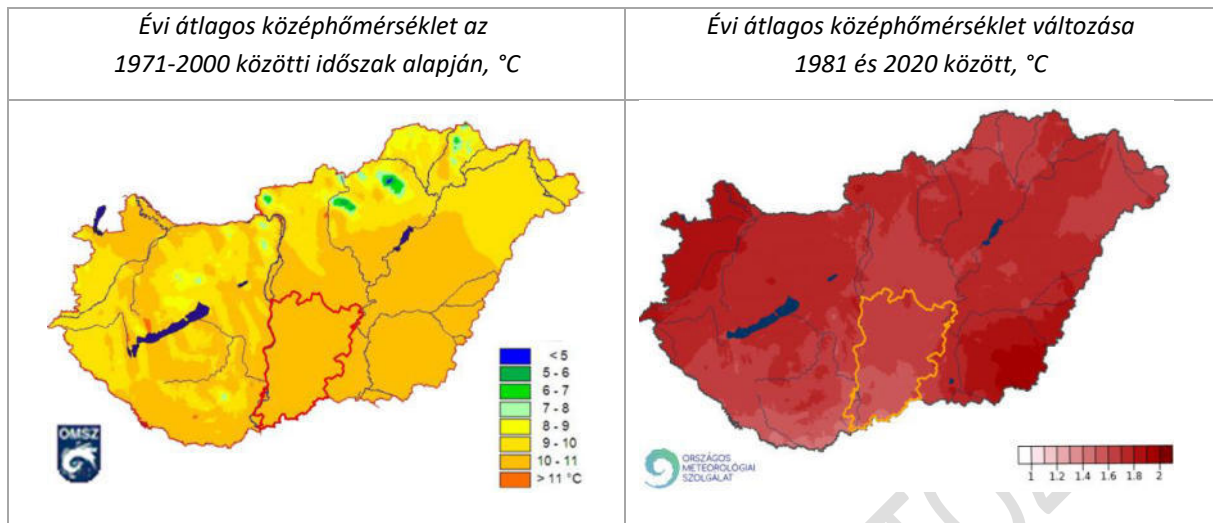 Évi átlagos középhőmérséklet az
1971-2000 közötti időszak alapján, °C
Évi átlagos középhőmérséklet változása
1981 és 2020 között, °C
< 5
5 - 6
6 - 7
7 - 8
8 - 9
9 - 10
10 - 11
> 11 °C
OMSZ
ORSZÁGOS
METEOROLÓGIAI
SZOLGÁLAT
1 1.2 1.4 1.6 1.8 2